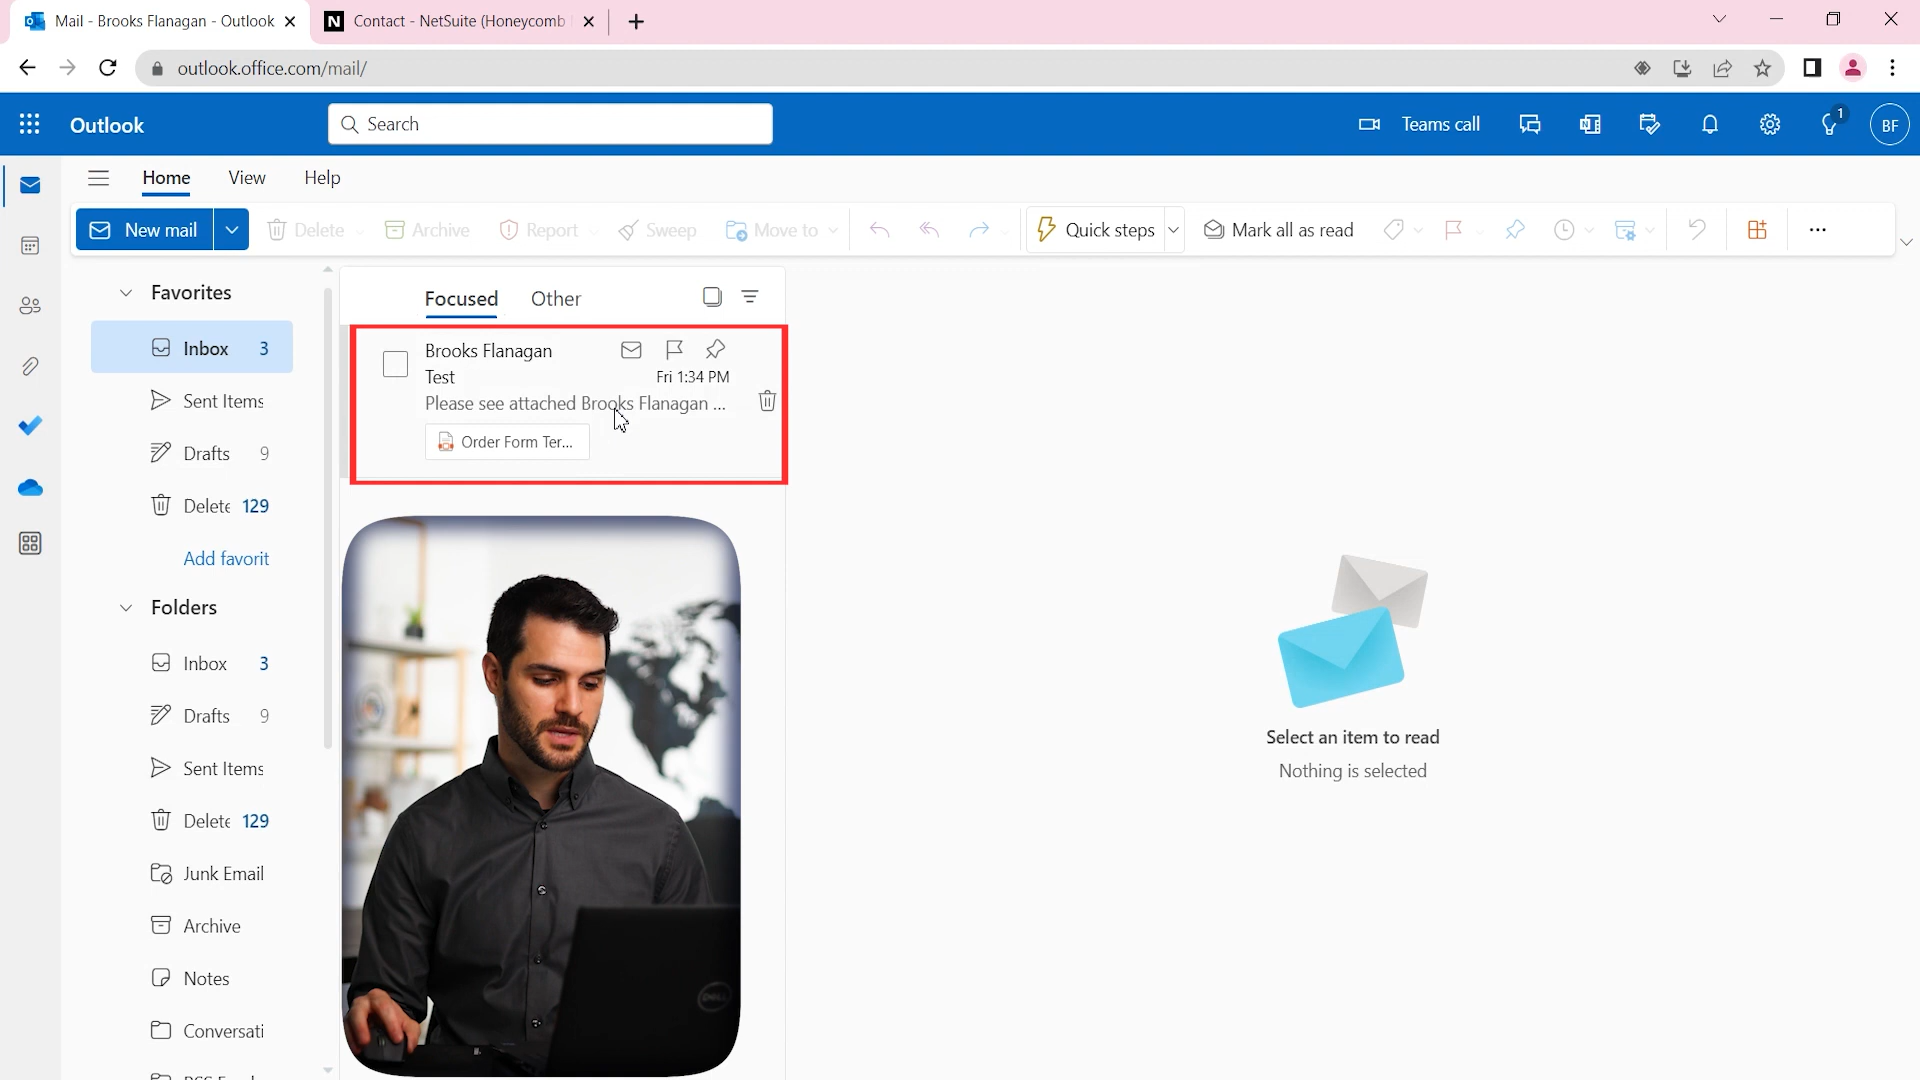 Mail - Brooks Flanagan - Outlook
Contact - NetSuite (Honeycomb
outlook.office.com/mail/
Outlook
Search
Teams call
1
BF
Home View Help
New mail
Delete
Archive
Report
Sweep
Move to
Quick steps
Mark all as read
Favorites
Inbox 3
Sent Items
Drafts 9
Delete 129
Add favorit
Folders
Inbox 3
Drafts 9
Sent Items
Delete 129
Junk Email
Archive
Notes
Conversati
Focused Other
Brooks Flanagan
Test
Fri 1:34 PM
Please see attached Brooks Flanagan ...
Order Form Ter...
DELL
Select an item to read
Nothing is selected